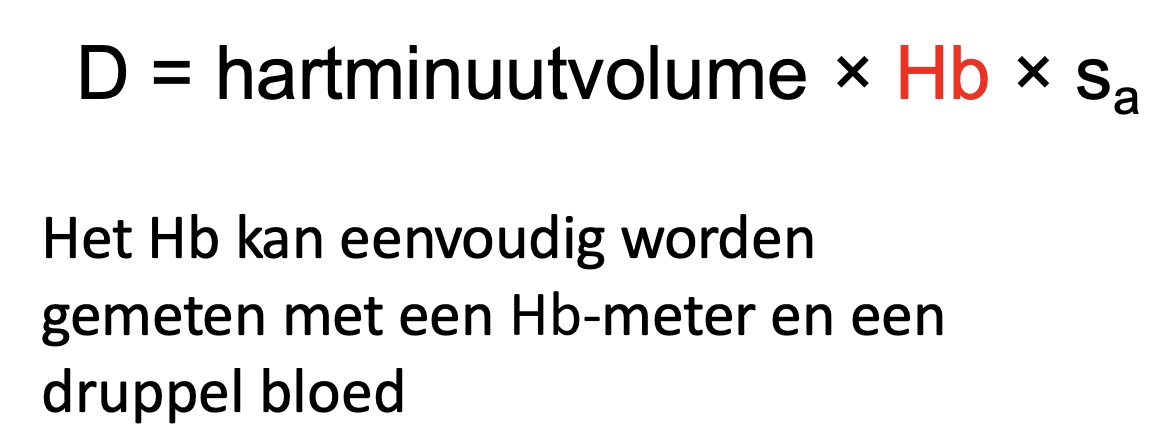 D = hartminuutvolume × Hb × sₐ
Het Hb kan eenvoudig worden
gemeten met een Hb-meter en een
druppel bloed